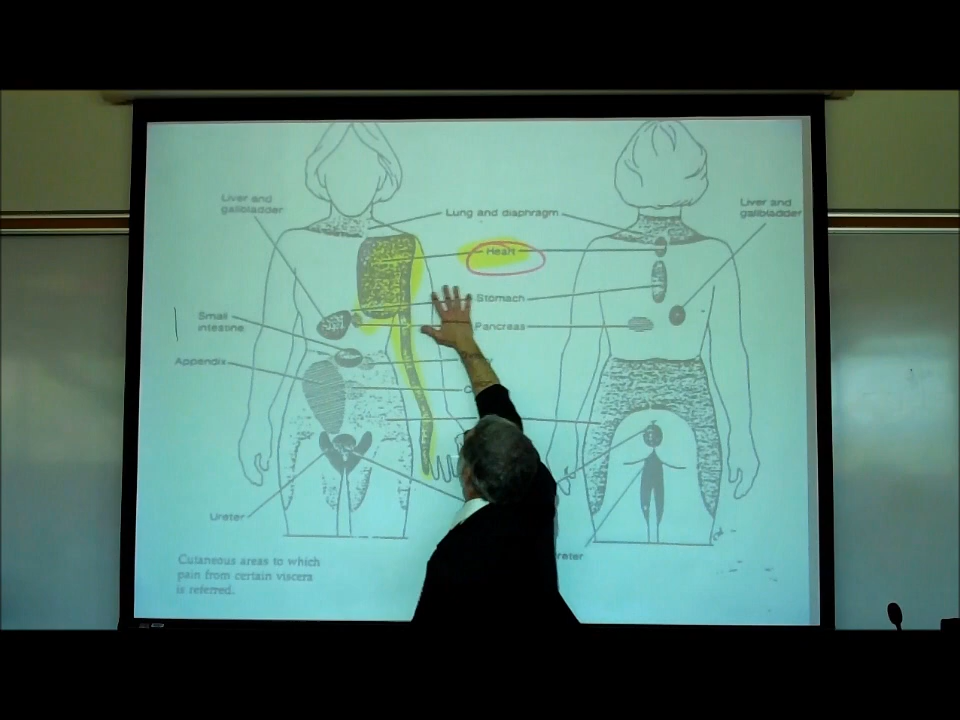 Liver and
gallbladder
Lung and diaphragm
Liver and
gallbladder
Heart
Stomach
Small
intestine
Pancreas
Appendix
Ureter
Cutaneous areas to which
pain from certain viscera
is referred.